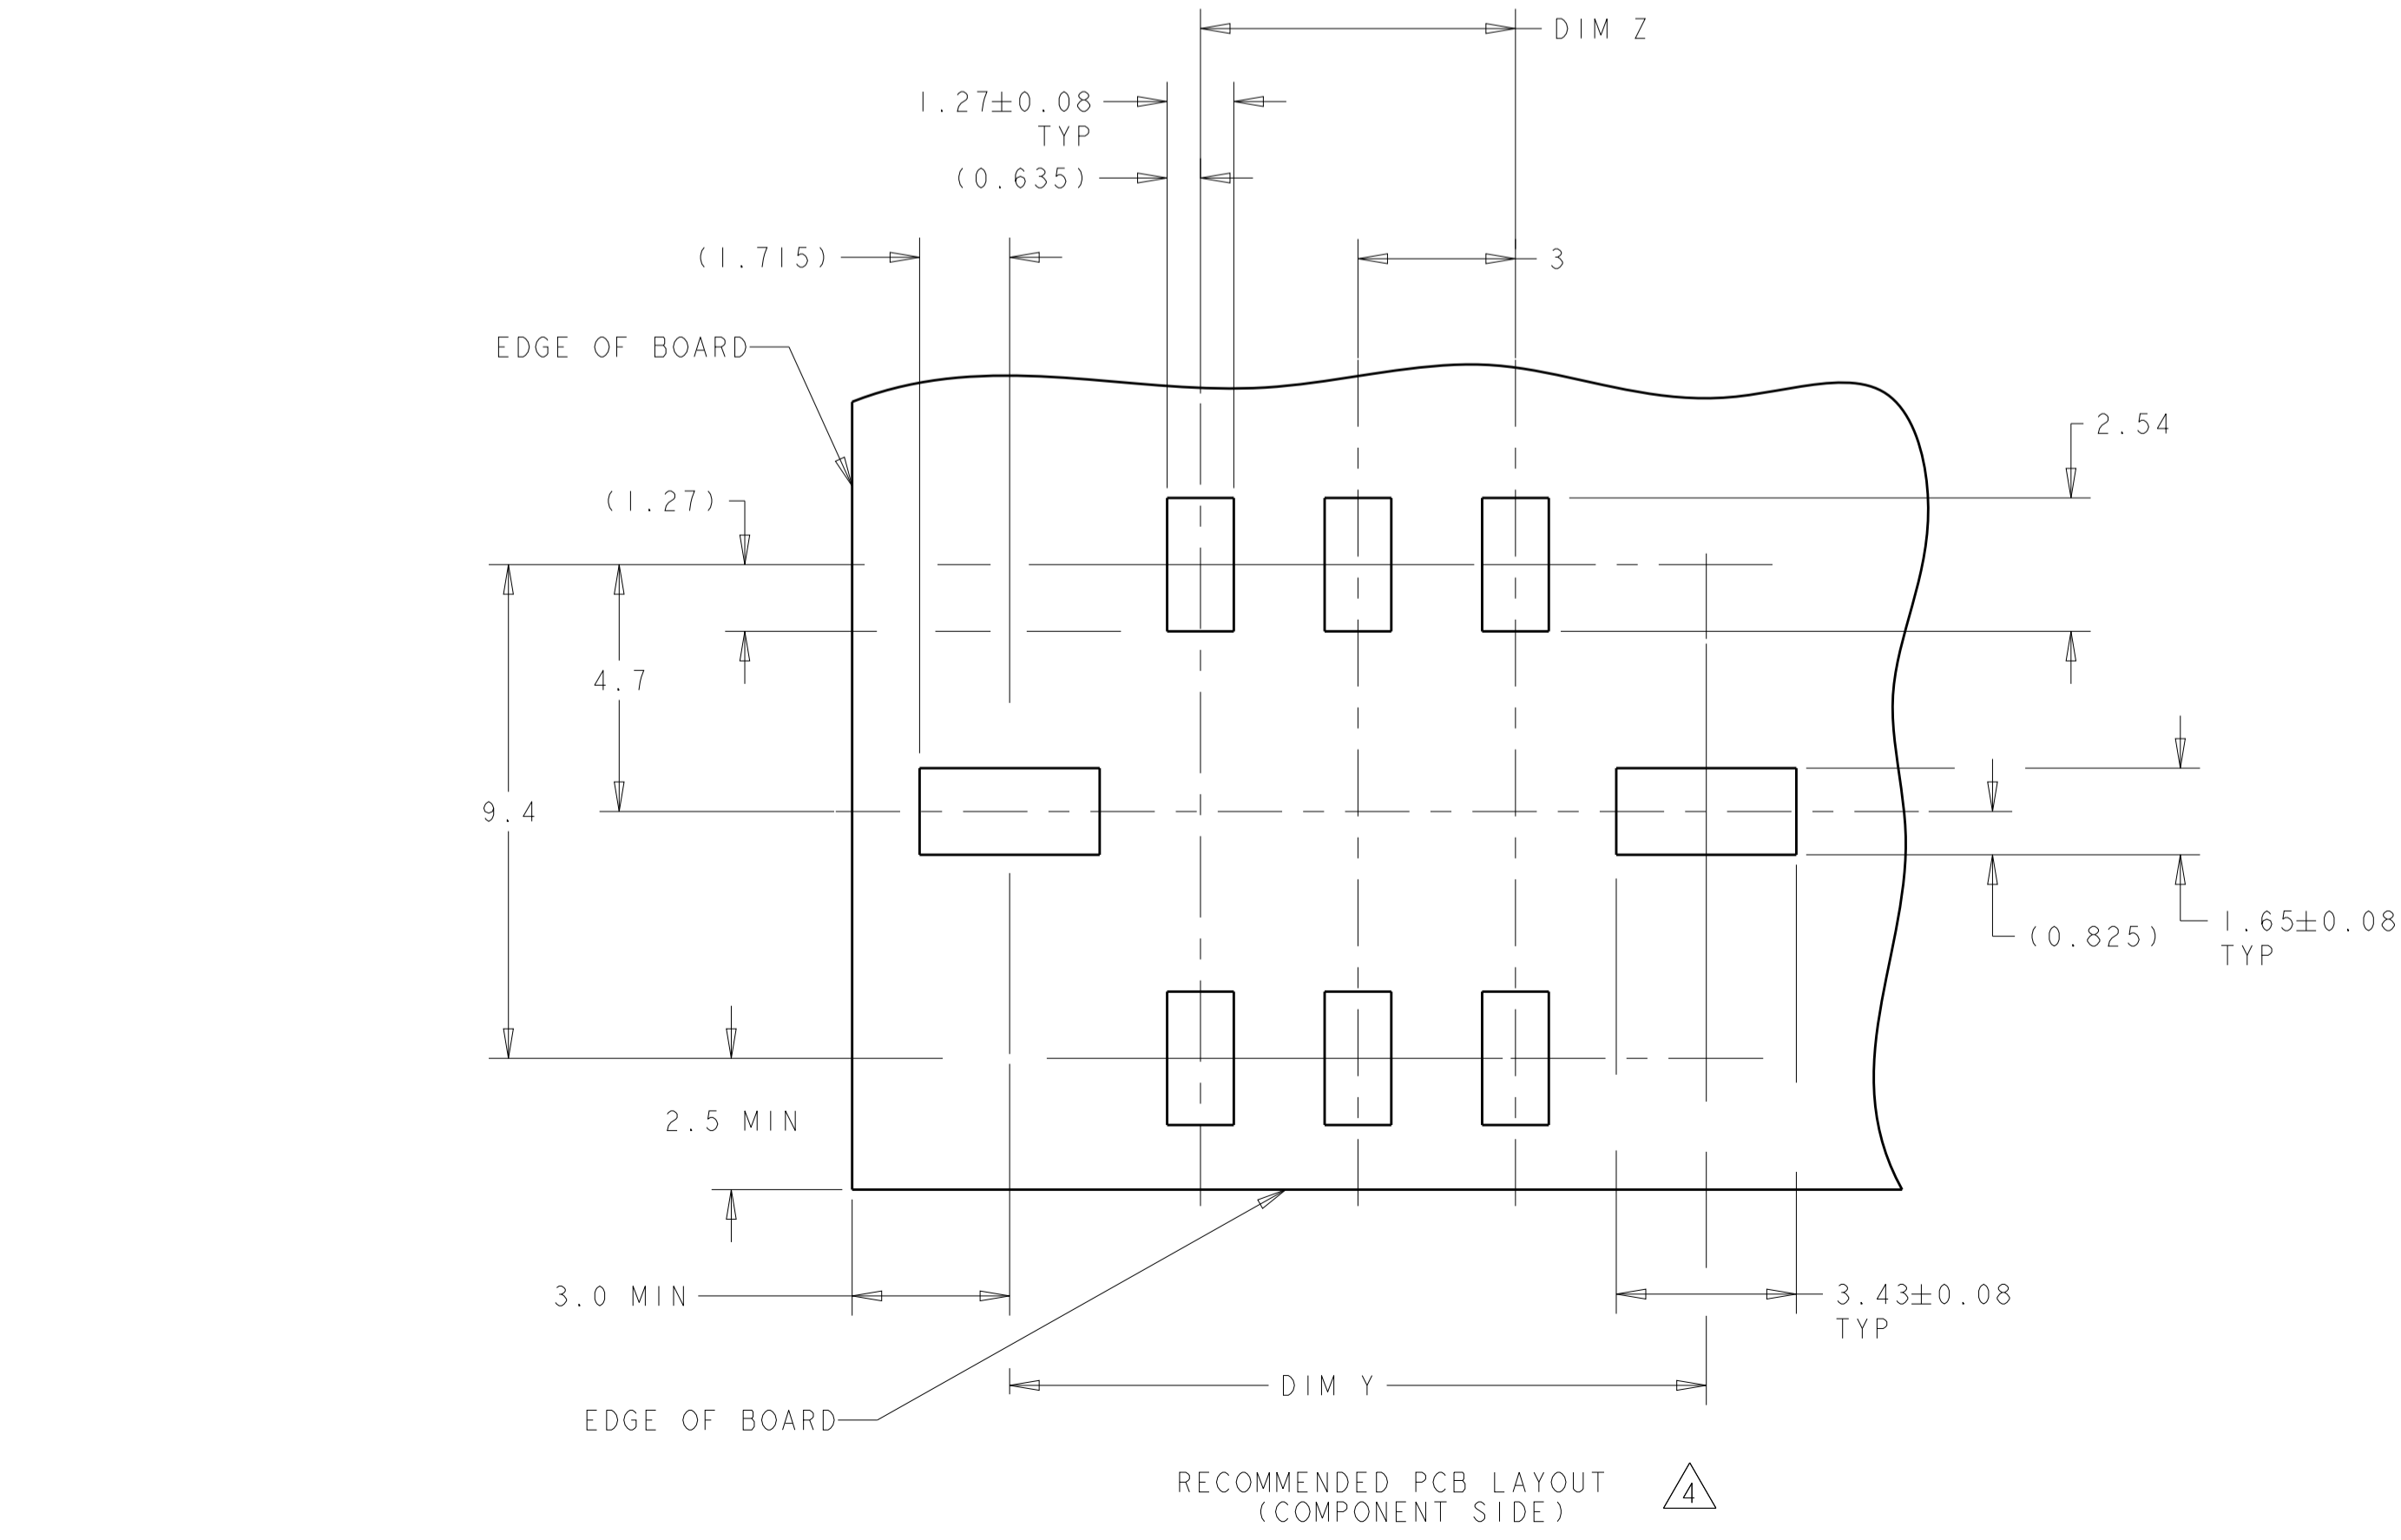 DIM Z
1.27±0.08
TYP
(0.635)
(1.715)
3
EDGE OF BOARD
2.54
(1.27)
4.7
9.4
1.65±0.08
TYP
(0.825)
2.5 MIN
3.0 MIN
3.43±0.08
TYP
DIM Y
EDGE OF BOARD
RECOMMENDED PCB LAYOUT
(COMPONENT SIDE)
4